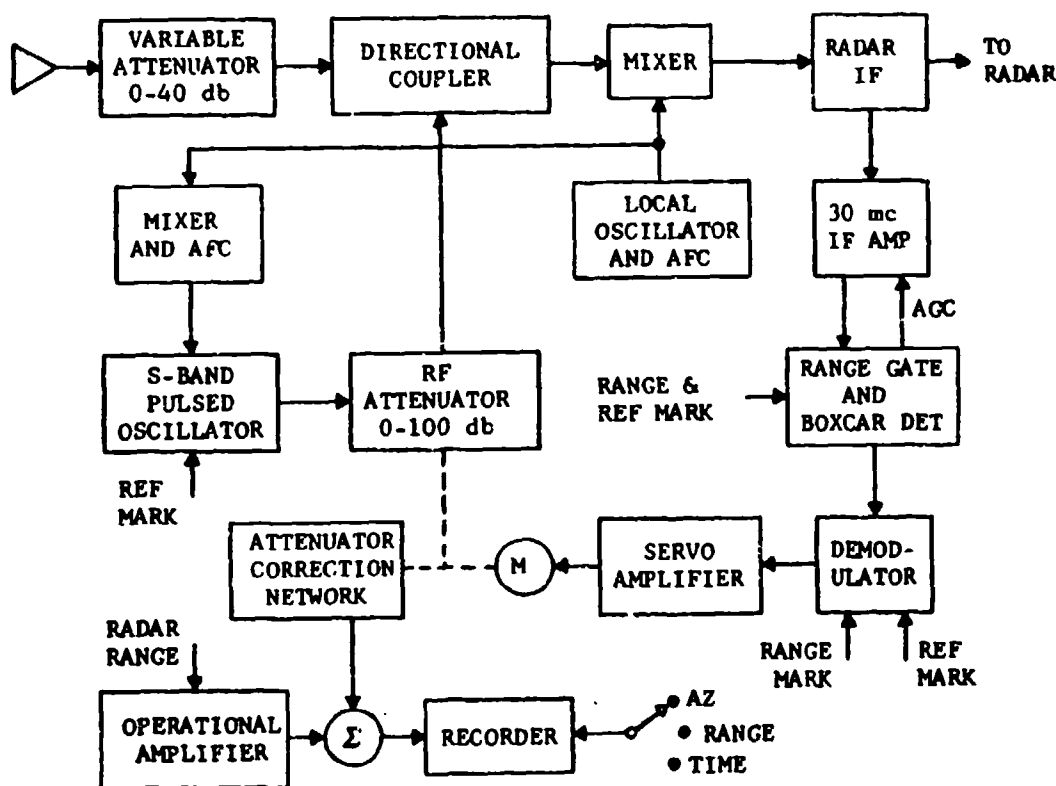 VARIABLE
ATTENUATOR
0-40 db
DIRECTIONAL
COUPLER
MIXER
RADAR
IF
TO
RADAR
MIXER
AND AFC
LOCAL
OSCILLATOR
AND AFC
30 mc
IF AMP
AGC
S-BAND
PULSED
OSCILLATOR
RF
ATTENUATOR
0-100 db
RANGE &
REF MARK
RANGE GATE
AND
BOXCAR DET
REF
MARK
ATTENUATOR
CORRECTION
NETWORK
M
SERVO
AMPLIFIER
DEMOD-
ULATOR
RADAR
RANGE
RANGE
MARK
REF
MARK
OPERATIONAL
AMPLIFIER
Σ
RECORDER
AZ
RANGE
TIME